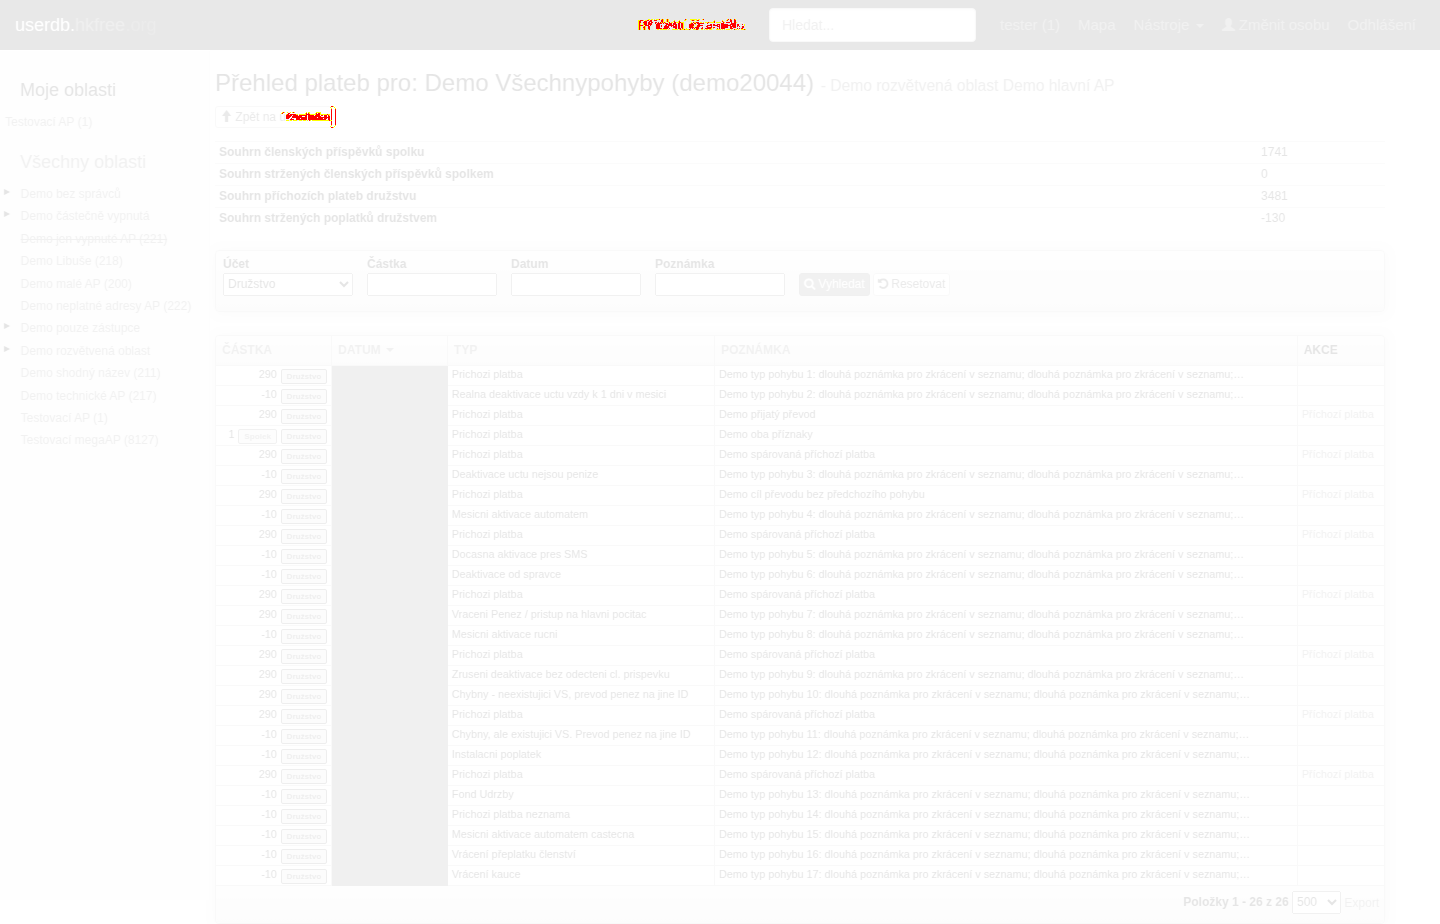 userdb.hkfree.org
Hledat...
tester (1) Mapa Nástroje Změnit osobu Odhlášení
Moje oblasti
Testovací AP (1)
Všechny oblasti
Demo bez správců
Demo částečně vypnutá
Demo jen vypnuté AP (221)
Demo Libuše (218)
Demo malé AP (200)
Demo neplatné adresy AP (222)
Demo pouze zástupce
Demo rozvětvená oblast
Demo shodný název (211)
Demo technické AP (217)
Testovací AP (1)
Testovací megaAP (8127)
Přehled plateb pro: Demo Všechnypohyby (demo20044) - Demo rozvětvená oblast Demo hlavní AP
Zpět na
Souhrn členských příspěvků spolku 1741
Souhrn stržených členských příspěvků spolkem 0
Souhrn příchozích plateb družstvu 3481
Souhrn stržených poplatků družstvem -130
Účet Částka Datum Poznámka
Družstvo Vyhledat Resetovat
ČÁSTKA DATUM TYP POZNÁMKA AKCE
290 Družstvo Prichozi platba Demo typ pohybu 1: dlouhá poznámka pro zkrácení v seznamu; dlouhá poznámka pro zkrácení v seznamu;...
-10 Družstvo Realna deaktivace uctu vzdy k 1 dni v mesici Demo typ pohybu 2: dlouhá poznámka pro zkrácení v seznamu; dlouhá poznámka pro zkrácení v seznamu;...
290 Družstvo Prichozi platba Demo přijatý převod Příchozí platba
1 Družstvo Prichozi platba Demo oba příznaky
290 Družstvo Prichozi platba Demo spárovaná příchozí platba Příchozí platba
-10 Družstvo Deaktivace uctu nejsou penize Demo typ pohybu 3: dlouhá poznámka pro zkrácení v seznamu; dlouhá poznámka pro zkrácení v seznamu;...
290 Družstvo Prichozi platba Demo cíl převodu bez předchozího pohybu Příchozí platba
-10 Družstvo Mesicni aktivace automatem Demo typ pohybu 4: dlouhá poznámka pro zkrácení v seznamu; dlouhá poznámka pro zkrácení v seznamu;...
290 Družstvo Prichozi platba Demo spárovaná příchozí platba Příchozí platba
-10 Družstvo Docasna aktivace pres SMS Demo typ pohybu 5: dlouhá poznámka pro zkrácení v seznamu; dlouhá poznámka pro zkrácení v seznamu;...
-10 Družstvo Deaktivace od spravce Demo typ pohybu 6: dlouhá poznámka pro zkrácení v seznamu; dlouhá poznámka pro zkrácení v seznamu;...
290 Družstvo Prichozi platba Demo spárovaná příchozí platba Příchozí platba
290 Družstvo Vraceni Penez / pristup na hlavni pocitac Demo typ pohybu 7: dlouhá poznámka pro zkrácení v seznamu; dlouhá poznámka pro zkrácení v seznamu;...
-10 Družstvo Mesicni aktivace rucni Demo typ pohybu 8: dlouhá poznámka pro zkrácení v seznamu; dlouhá poznámka pro zkrácení v seznamu;...
290 Družstvo Prichozi platba Demo spárovaná příchozí platba Příchozí platba
290 Družstvo Zruseni deaktivace bez odecteni cl. prispevku Demo typ pohybu 9: dlouhá poznámka pro zkrácení v seznamu; dlouhá poznámka pro zkrácení v seznamu;...
290 Družstvo Chybny - neexistujici VS, prevod penez na jine ID Demo typ pohybu 10: dlouhá poznámka pro zkrácení v seznamu; dlouhá poznámka pro zkrácení v seznamu;...
290 Družstvo Prichozi platba Demo spárovaná příchozí platba Příchozí platba
-10 Družstvo Chybny, ale existujici VS. Prevod penez na jine ID Demo typ pohybu 11: dlouhá poznámka pro zkrácení v seznamu; dlouhá poznámka pro zkrácení v seznamu;...
-10 Družstvo Instalacni poplatek Demo typ pohybu 12: dlouhá poznámka pro zkrácení v seznamu; dlouhá poznámka pro zkrácení v seznamu;...
290 Družstvo Prichozi platba Demo spárovaná příchozí platba Příchozí platba
-10 Družstvo Fond Udrzby Demo typ pohybu 13: dlouhá poznámka pro zkrácení v seznamu; dlouhá poznámka pro zkrácení v seznamu;...
-10 Družstvo Prichozi platba neznama Demo typ pohybu 14: dlouhá poznámka pro zkrácení v seznamu; dlouhá poznámka pro zkrácení v seznamu;...
-10 Družstvo Mesicni aktivace automatem castecna Demo typ pohybu 15: dlouhá poznámka pro zkrácení v seznamu; dlouhá poznámka pro zkrácení v seznamu;...
-10 Družstvo Vrácení přeplatku členství Demo typ pohybu 16: dlouhá poznámka pro zkrácení v seznamu; dlouhá poznámka pro zkrácení v seznamu;...
-10 Družstvo Vrácení kauce Demo typ pohybu 17: dlouhá poznámka pro zkrácení v seznamu; dlouhá poznámka pro zkrácení v seznamu;...
Položky 1 - 26 z 26 500 Export